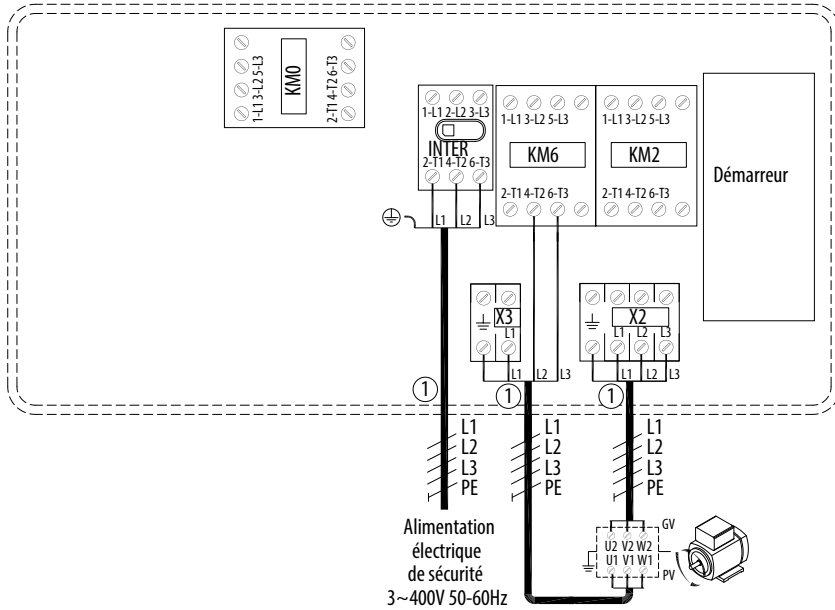 KM0
1-L1 3-L2 5-L3
2-T1 4-T2 6-T3
1-L1 2-L2 3-L3
INTER
2-T1 4-T2 6-T3
1-L1 3-L2 5-L3
KM6
2-T1 4-T2 6-T3
1-L1 3-L2 5-L3
KM2
2-T1 4-T2 6-T3
Démarreur
L1 L2 L3
X3
L1
X2
L1 L2 L3
L1 L2 L3
L1 L2 L3
1
1
1
L1
L2
L3
PE
L1
L2
L3
PE
L1
L2
L3
PE
Alimentation
électrique
de sécurité
3~400V 50-60Hz
GV
U2 V2 W2
U1 V1 W1
PV